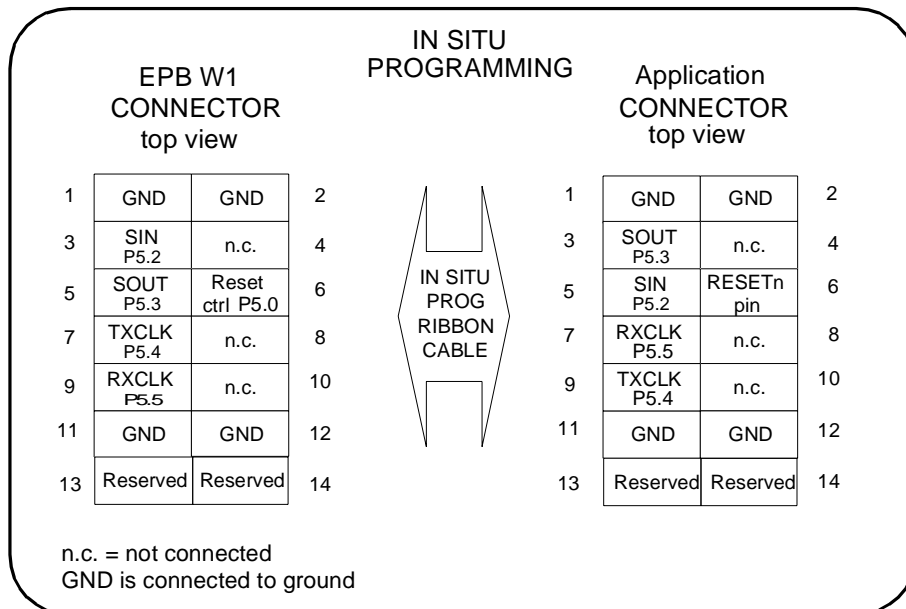 IN SITU
PROGRAMMING
EPB W1
CONNECTOR
top view
1 GND GND 2
3 SIN P5.2 n.c. 4
5 SOUT P5.3 Reset ctrl P5.0 6
7 TXCLK P5.4 n.c. 8
9 RXCLK P5.5 n.c. 10
11 GND GND 12
13 Reserved Reserved 14
IN SITU
PROG
RIBBON
CABLE
Application
CONNECTOR
top view
1 GND GND 2
3 SOUT P5.3 n.c. 4
5 SIN P5.2 RESETn pin 6
7 RXCLK P5.5 n.c. 8
9 TXCLK P5.4 n.c. 10
11 GND GND 12
13 Reserved Reserved 14
n.c. = not connected
GND is connected to ground